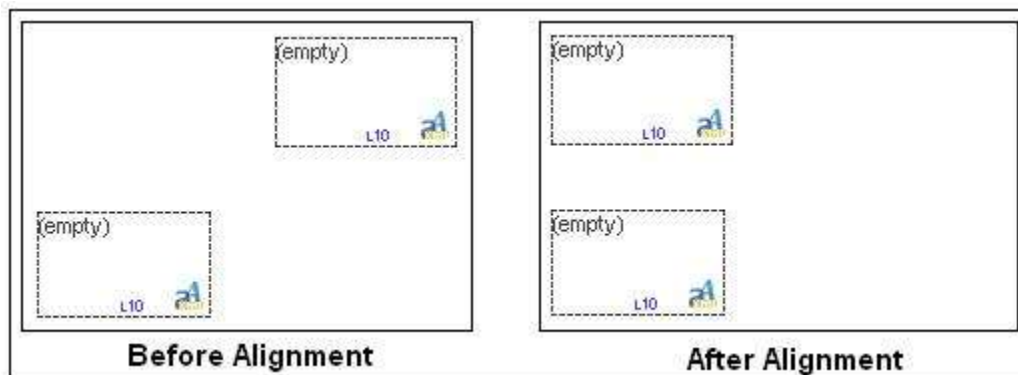 (empty)
L10
(empty)
L10
Before Alignment
(empty)
L10
(empty)
L10
After Alignment